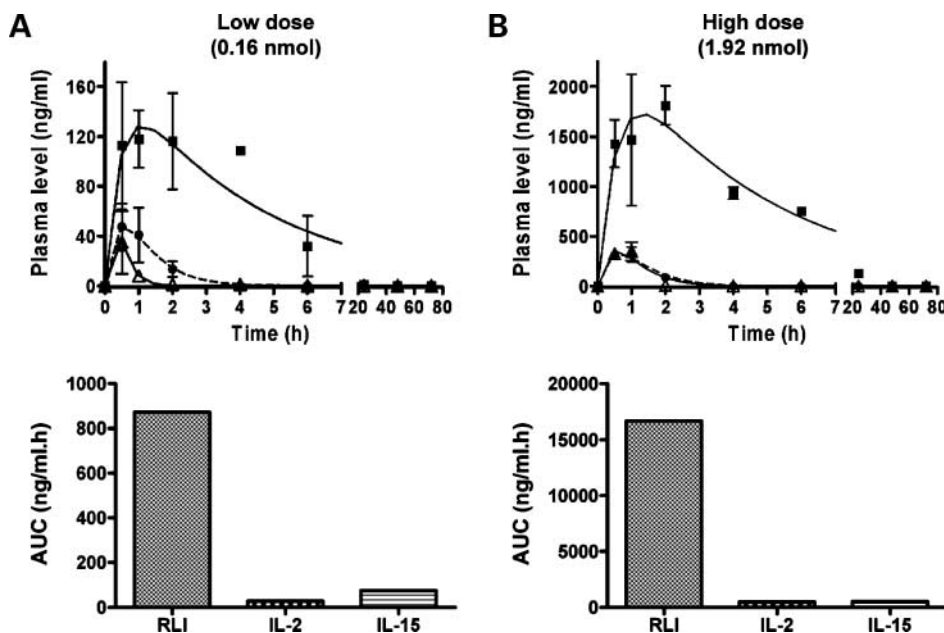 A
Low dose
(0.16 nmol)
Plasma level (ng/ml)
160
120
80
40
0
0 1 2 3 4 5 6 7 20 40 60 80
Time (h)
B
High dose
(1.92 nmol)
Plasma level (ng/ml)
2000
1500
1000
500
0
0 1 2 3 4 5 6 7 20 40 60 80
Time (h)
AUC (ng/ml.h)
1000
800
600
400
200
0
RLI IL-2 IL-15
AUC (ng/ml.h)
20000
15000
10000
5000
0
RLI IL-2 IL-15